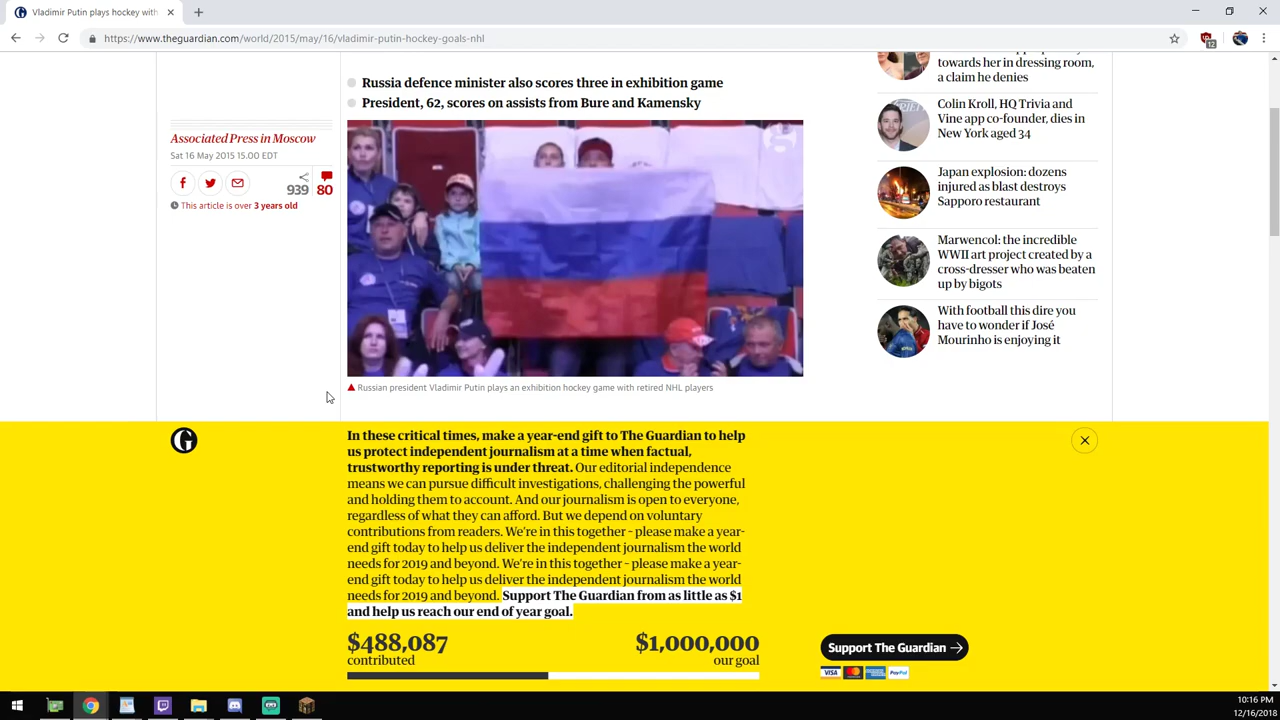 Vladimir Putin plays hockey with
https://www.theguardian.com/world/2015/may/16/vladimir-putin-hockey-goals-nhl
12
Russia defence minister also scores three in exhibition game
President, 62, scores on assists from Bure and Kamensky
Associated Press in Moscow
Sat 16 May 2015 15.00 EDT
939
80
This article is over 3 years old
Russian president Vladimir Putin plays an exhibition hockey game with retired NHL players
towards her in dressing room,
a claim he denies
Colin Kroll, HQ Trivia and
Vine app co-founder, dies in
New York aged 34
Japan explosion: dozens
injured as blast destroys
Sapporo restaurant
Marwencol: the incredible
WWII art project created by a
cross-dresser who was beaten
up by bigots
With football this dire you
have to wonder if José
Mourinho is enjoying it
In these critical times, make a year-end gift to The Guardian to help
us protect independent journalism at a time when factual,
trustworthy reporting is under threat. Our editorial independence
means we can pursue difficult investigations, challenging the powerful
and holding them to account. And our journalism is open to everyone,
regardless of what they can afford. But we depend on voluntary
contributions from readers. We're in this together - please make a year-
end gift today to help us deliver the independent journalism the world
needs for 2019 and beyond. We're in this together - please make a year-
end gift today to help us deliver the independent journalism the world
needs for 2019 and beyond. Support The Guardian from as little as $1
and help us reach our end of year goal.
$488,087
contributed
$1,000,000
our goal
Support The Guardian
VISA
PayPal
10:16 PM
12/16/2018